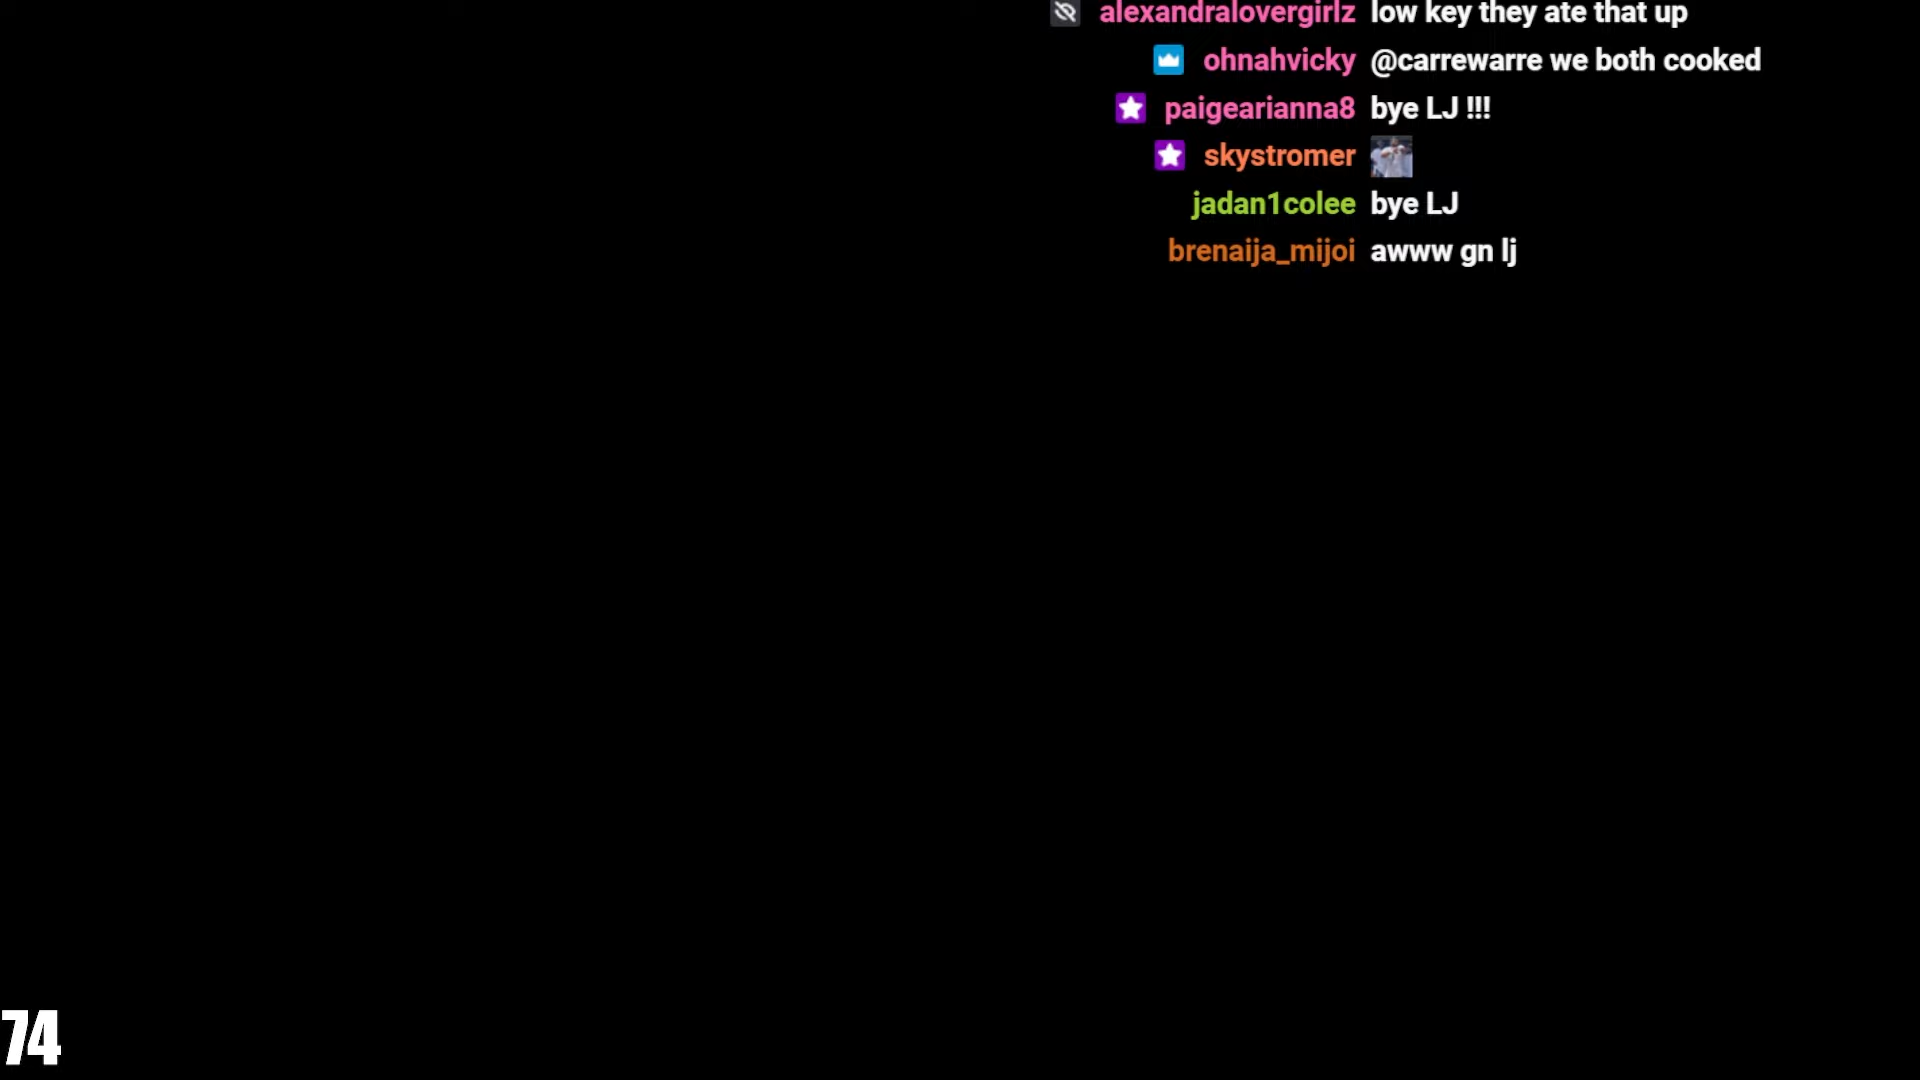 alexandralovergirlz low key they ate that up
ohnahvicky @carrewarre we both cooked
paigearianna8 bye LJ !!!
skystromer
jadan1colee bye LJ
brenaija_mijoi awww gn lj
74